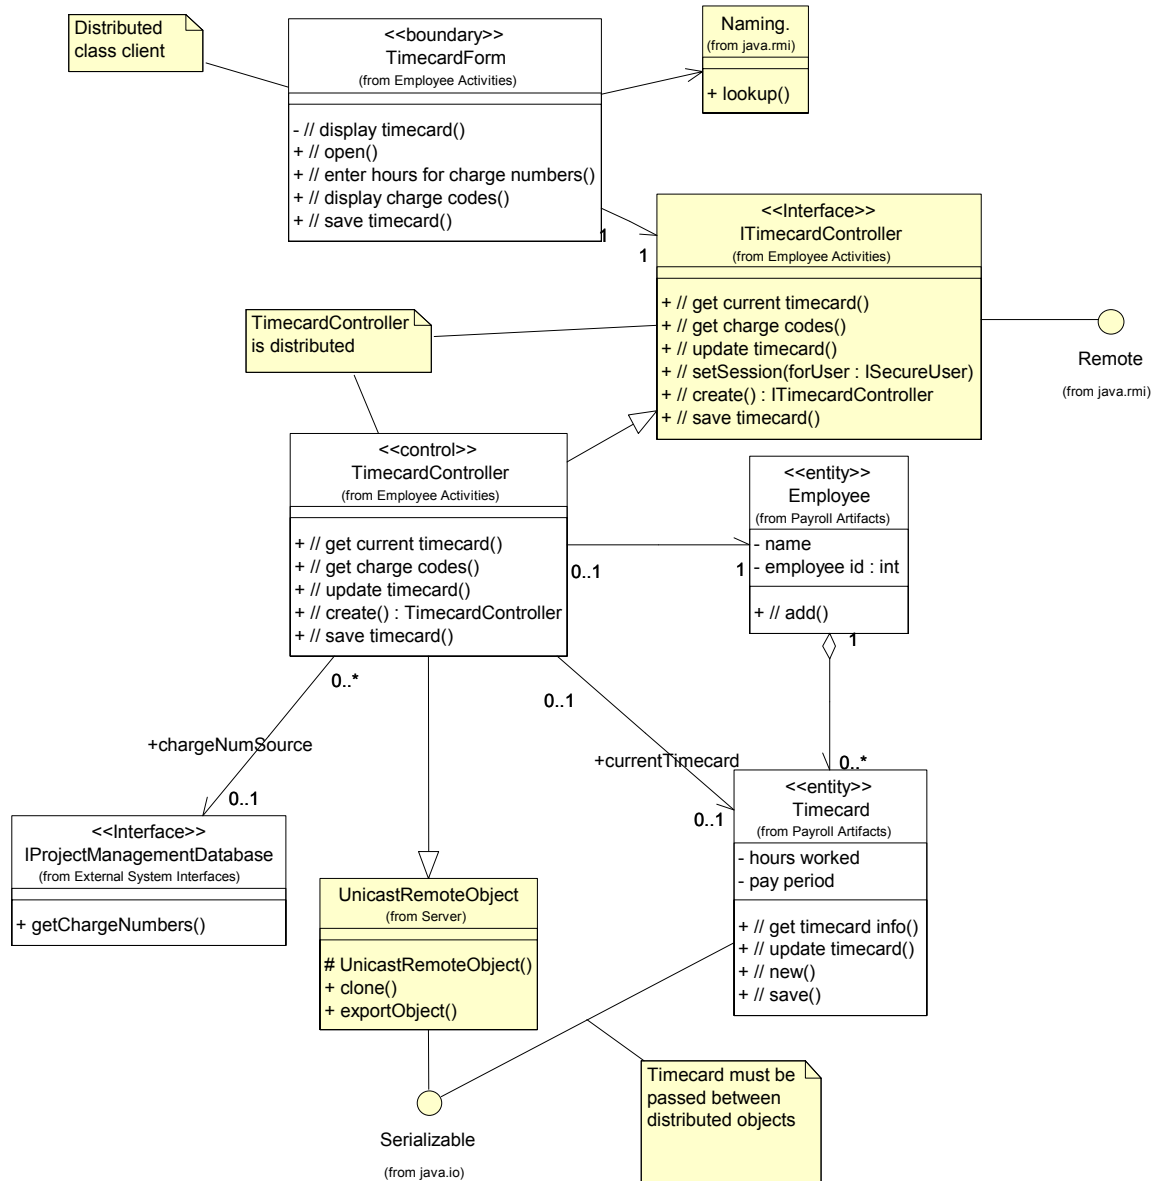 Distributed
class client
<<boundary>>
TimecardForm
(from Employee Activities)
- // display timecard()
+ // open()
+ // enter hours for charge numbers()
+ // display charge codes()
+ // save timecard()
Naming.
(from java.rmi)
+ lookup()
1
1
<<Interface>>
ITimecardController
(from Employee Activities)
+ // get current timecard()
+ // get charge codes()
+ // update timecard()
+ // setSession(forUser : ISecureUser)
+ // create() : ITimecardController
+ // save timecard()
Remote
(from java.rmi)
TimecardController
is distributed
<<control>>
TimecardController
(from Employee Activities)
+ // get current timecard()
+ // get charge codes()
+ // update timecard()
+ // create() : TimecardController
+ // save timecard()
0..1
1
<<entity>>
Employee
(from Payroll Artifacts)
- name
- employee id : int
+ // add()
1
0..*
0..*
+chargeNumSource
0..1
0..1
+currentTimecard
0..1
<<Interface>>
IProjectManagementDatabase
(from External System Interfaces)
+ getChargeNumbers()
UnicastRemoteObject
(from Server)
# UnicastRemoteObject()
+ clone()
+ exportObject()
<<entity>>
Timecard
(from Payroll Artifacts)
- hours worked
- pay period
+ // get timecard info()
+ // update timecard()
+ // new()
+ // save()
Serializable
(from java.io)
Timecard must be
passed between
distributed objects